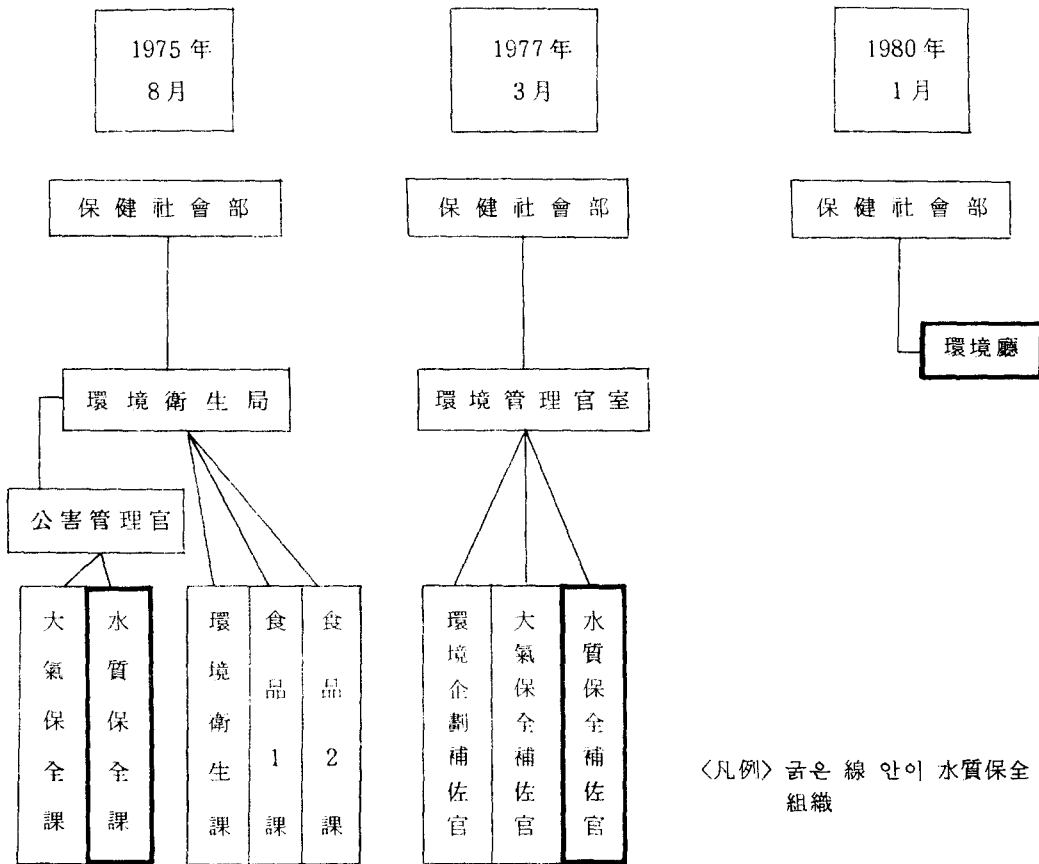 1975年
8月
1977年
3月
1980年
1月
保健社會部
保健社會部
保健社會部
環境廳
環境衛生局
環境管理官室
公害管理官
大氣保全課
水質保全課
環境衛生課
食品1課
食品2課
環境企劃補佐官
大氣保全補佐官
水質保全補佐官
〈凡例〉 굵은 線 안이 水質保全
組織